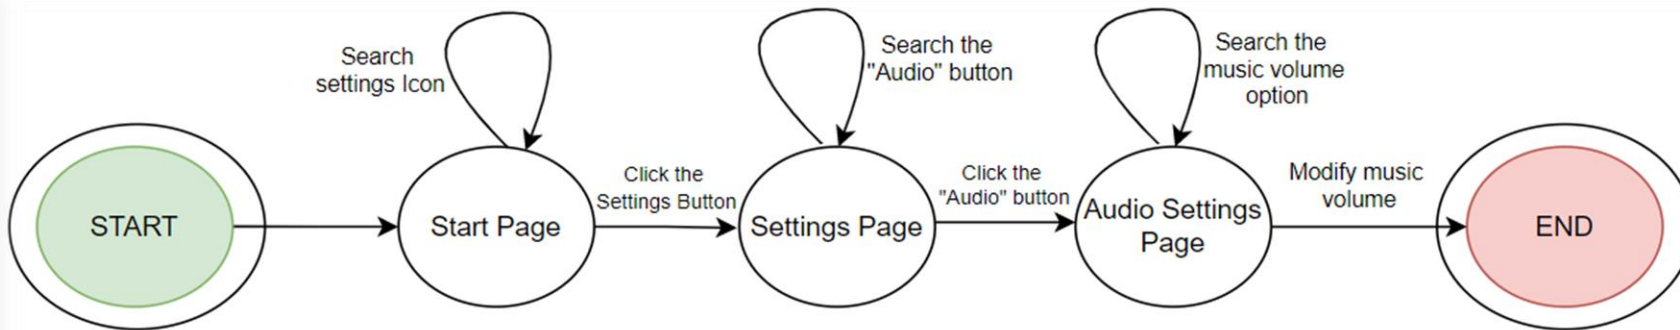 Search
settings Icon
Search the
"Audio" button
Search the
music volume
option
START
Start Page
Click the
Settings Button
Settings Page
Click the
"Audio" button
Audio Settings
Page
Modify music
volume
END